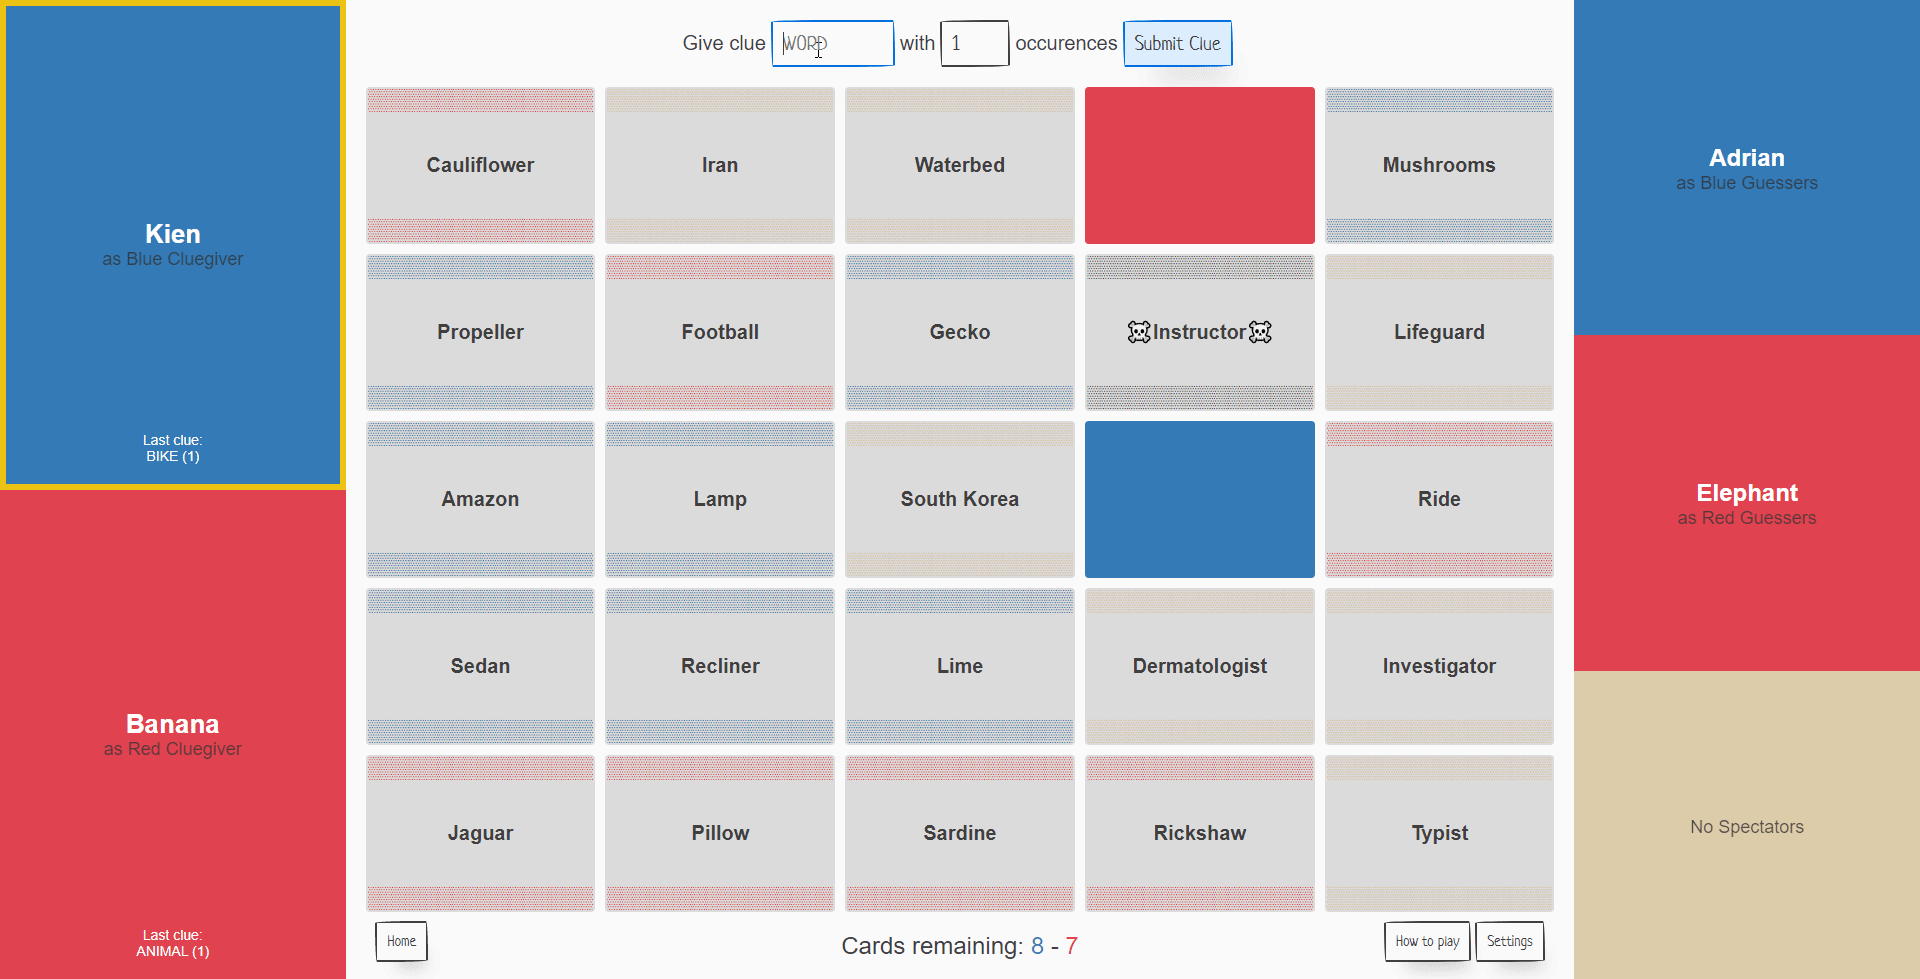 Give clue WORD with 1 occurences Submit Clue
Kien
as Blue Cluegiver
Last clue:
BIKE (1)
Banana
as Red Cluegiver
Last clue:
ANIMAL (1)
Cauliflower
Iran
Waterbed
Mushrooms
Propeller
Football
Gecko
☠Instructor☠
Lifeguard
Amazon
Lamp
South Korea
Ride
Sedan
Recliner
Lime
Dermatologist
Investigator
Jaguar
Pillow
Sardine
Rickshaw
Typist
Home
Cards remaining: 8 - 7
How to play
Settings
Adrian
as Blue Guessers
Elephant
as Red Guessers
No Spectators